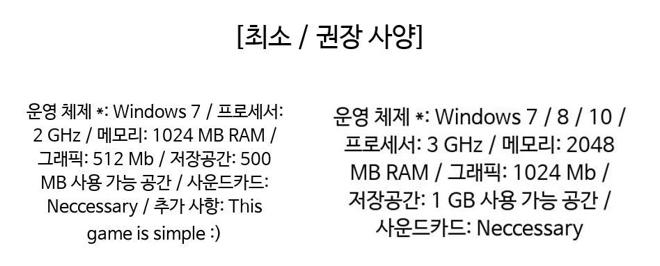 [최소 / 권장 사양]
운영 체제 *: Windows 7 / 프로세서:
2 GHz / 메모리: 1024 MB RAM /
그래픽: 512 Mb / 저장공간: 500
MB 사용 가능 공간 / 사운드카드:
Neccessary / 추가 사항: This
game is simple :)
운영 체제 *: Windows 7 / 8 / 10 /
프로세서: 3 GHz / 메모리: 2048
MB RAM / 그래픽: 1024 Mb /
저장공간: 1 GB 사용 가능 공간 /
사운드카드: Neccessary